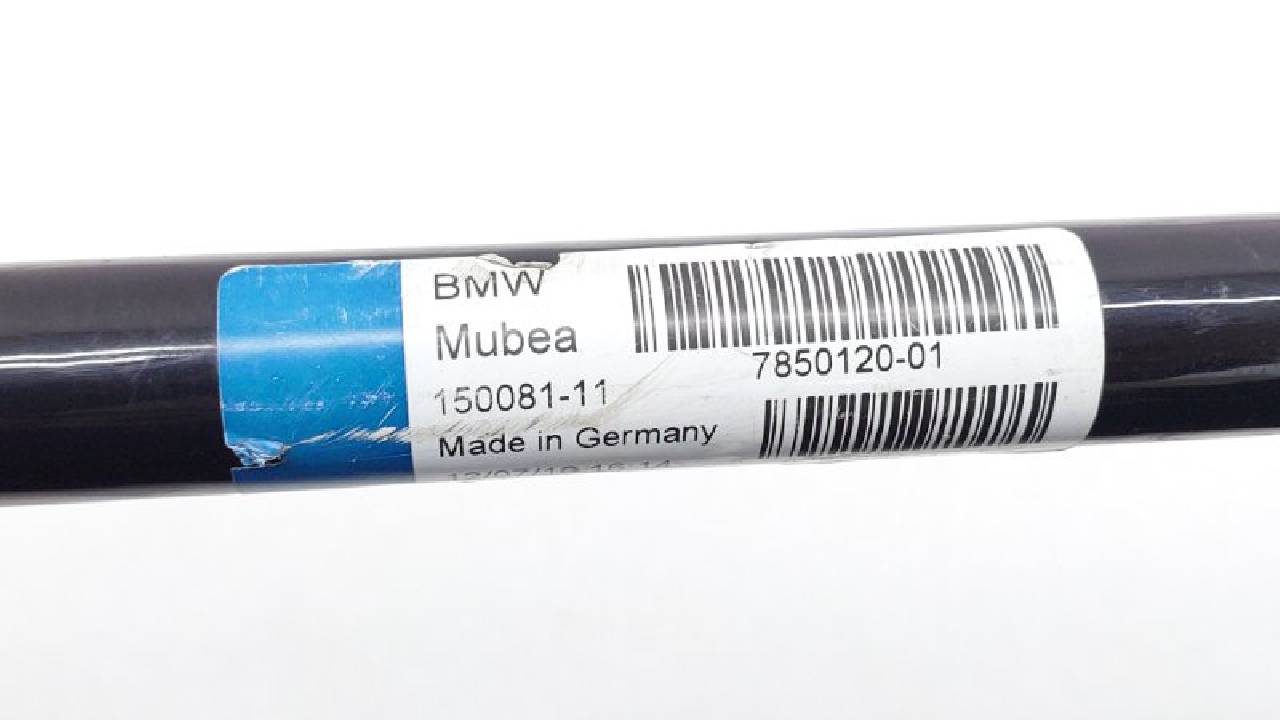 BMW
Mubea
150081-11
Made in Germany
7850120-01